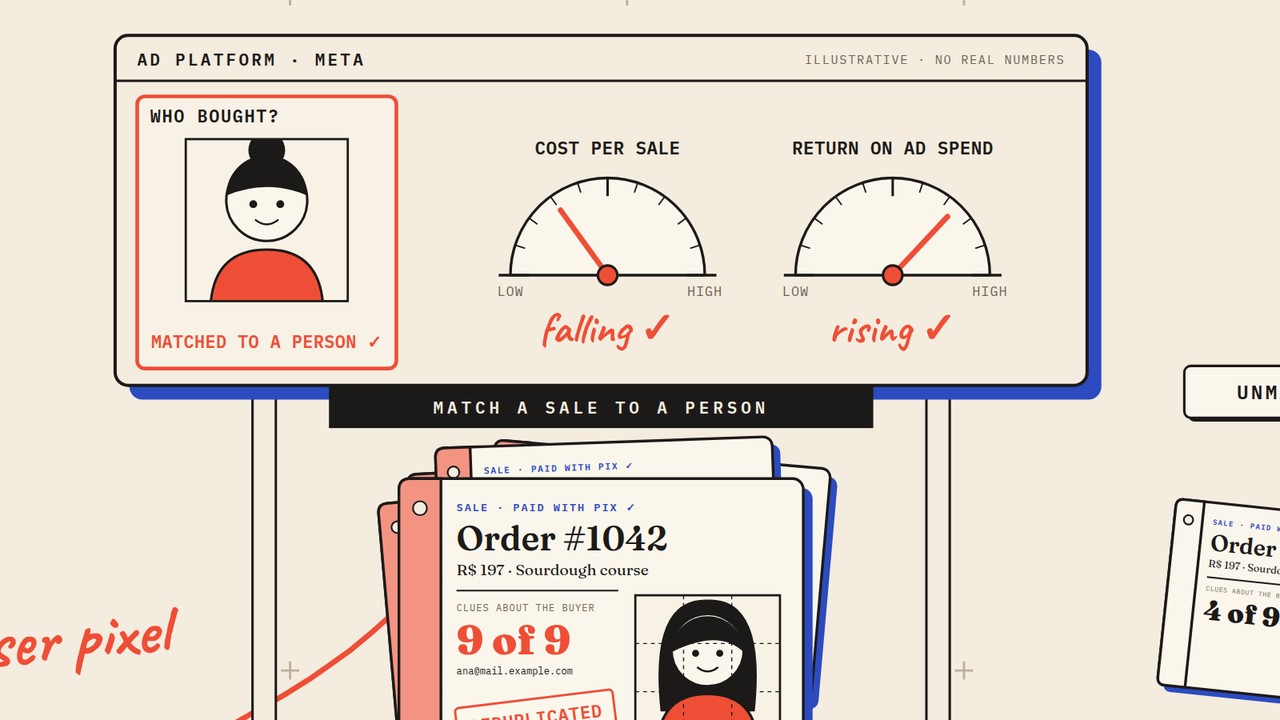 AD PLATFORM · META
ILLUSTRATIVE · NO REAL NUMBERS
WHO BOUGHT?
MATCHED TO A PERSON ✓
COST PER SALE
LOW
HIGH
falling ✓
RETURN ON AD SPEND
LOW
HIGH
rising ✓
MATCH A SALE TO A PERSON
SALE · PAID WITH PIX ✓
SALE · PAID WITH PIX ✓
Order #1042
R$ 197 · Sourdough course
CLUES ABOUT THE BUYER
9 of 9
ana@mail.example.com
pixel
SALE · PAID
Order
R$ 197 ·
CLUES ABOUT THE
4 of 9